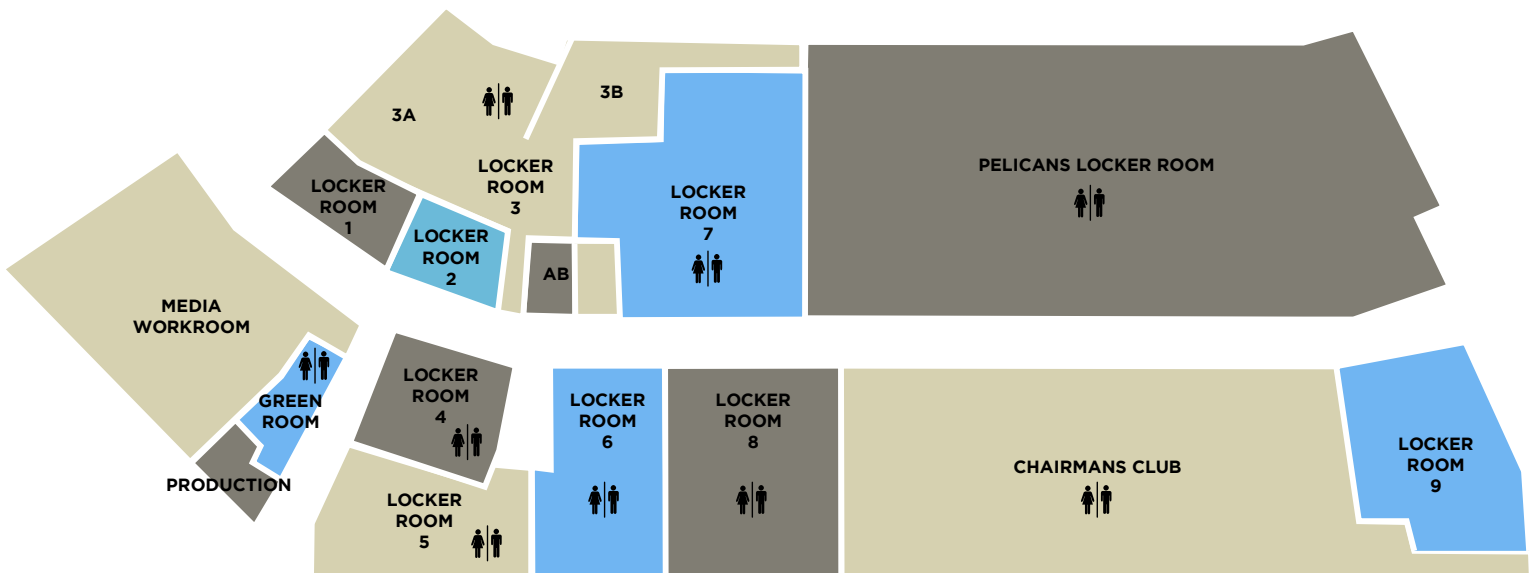 3A
3B
LOCKER
ROOM
3
PELICANS LOCKER ROOM
LOCKER
ROOM
1
LOCKER
ROOM
7
LOCKER
ROOM
2
AB
MEDIA
WORKROOM
GREEN
ROOM
PRODUCTION
LOCKER
ROOM
4
LOCKER
ROOM
5
LOCKER
ROOM
6
LOCKER
ROOM
8
CHAIRMANS CLUB
LOCKER
ROOM
9